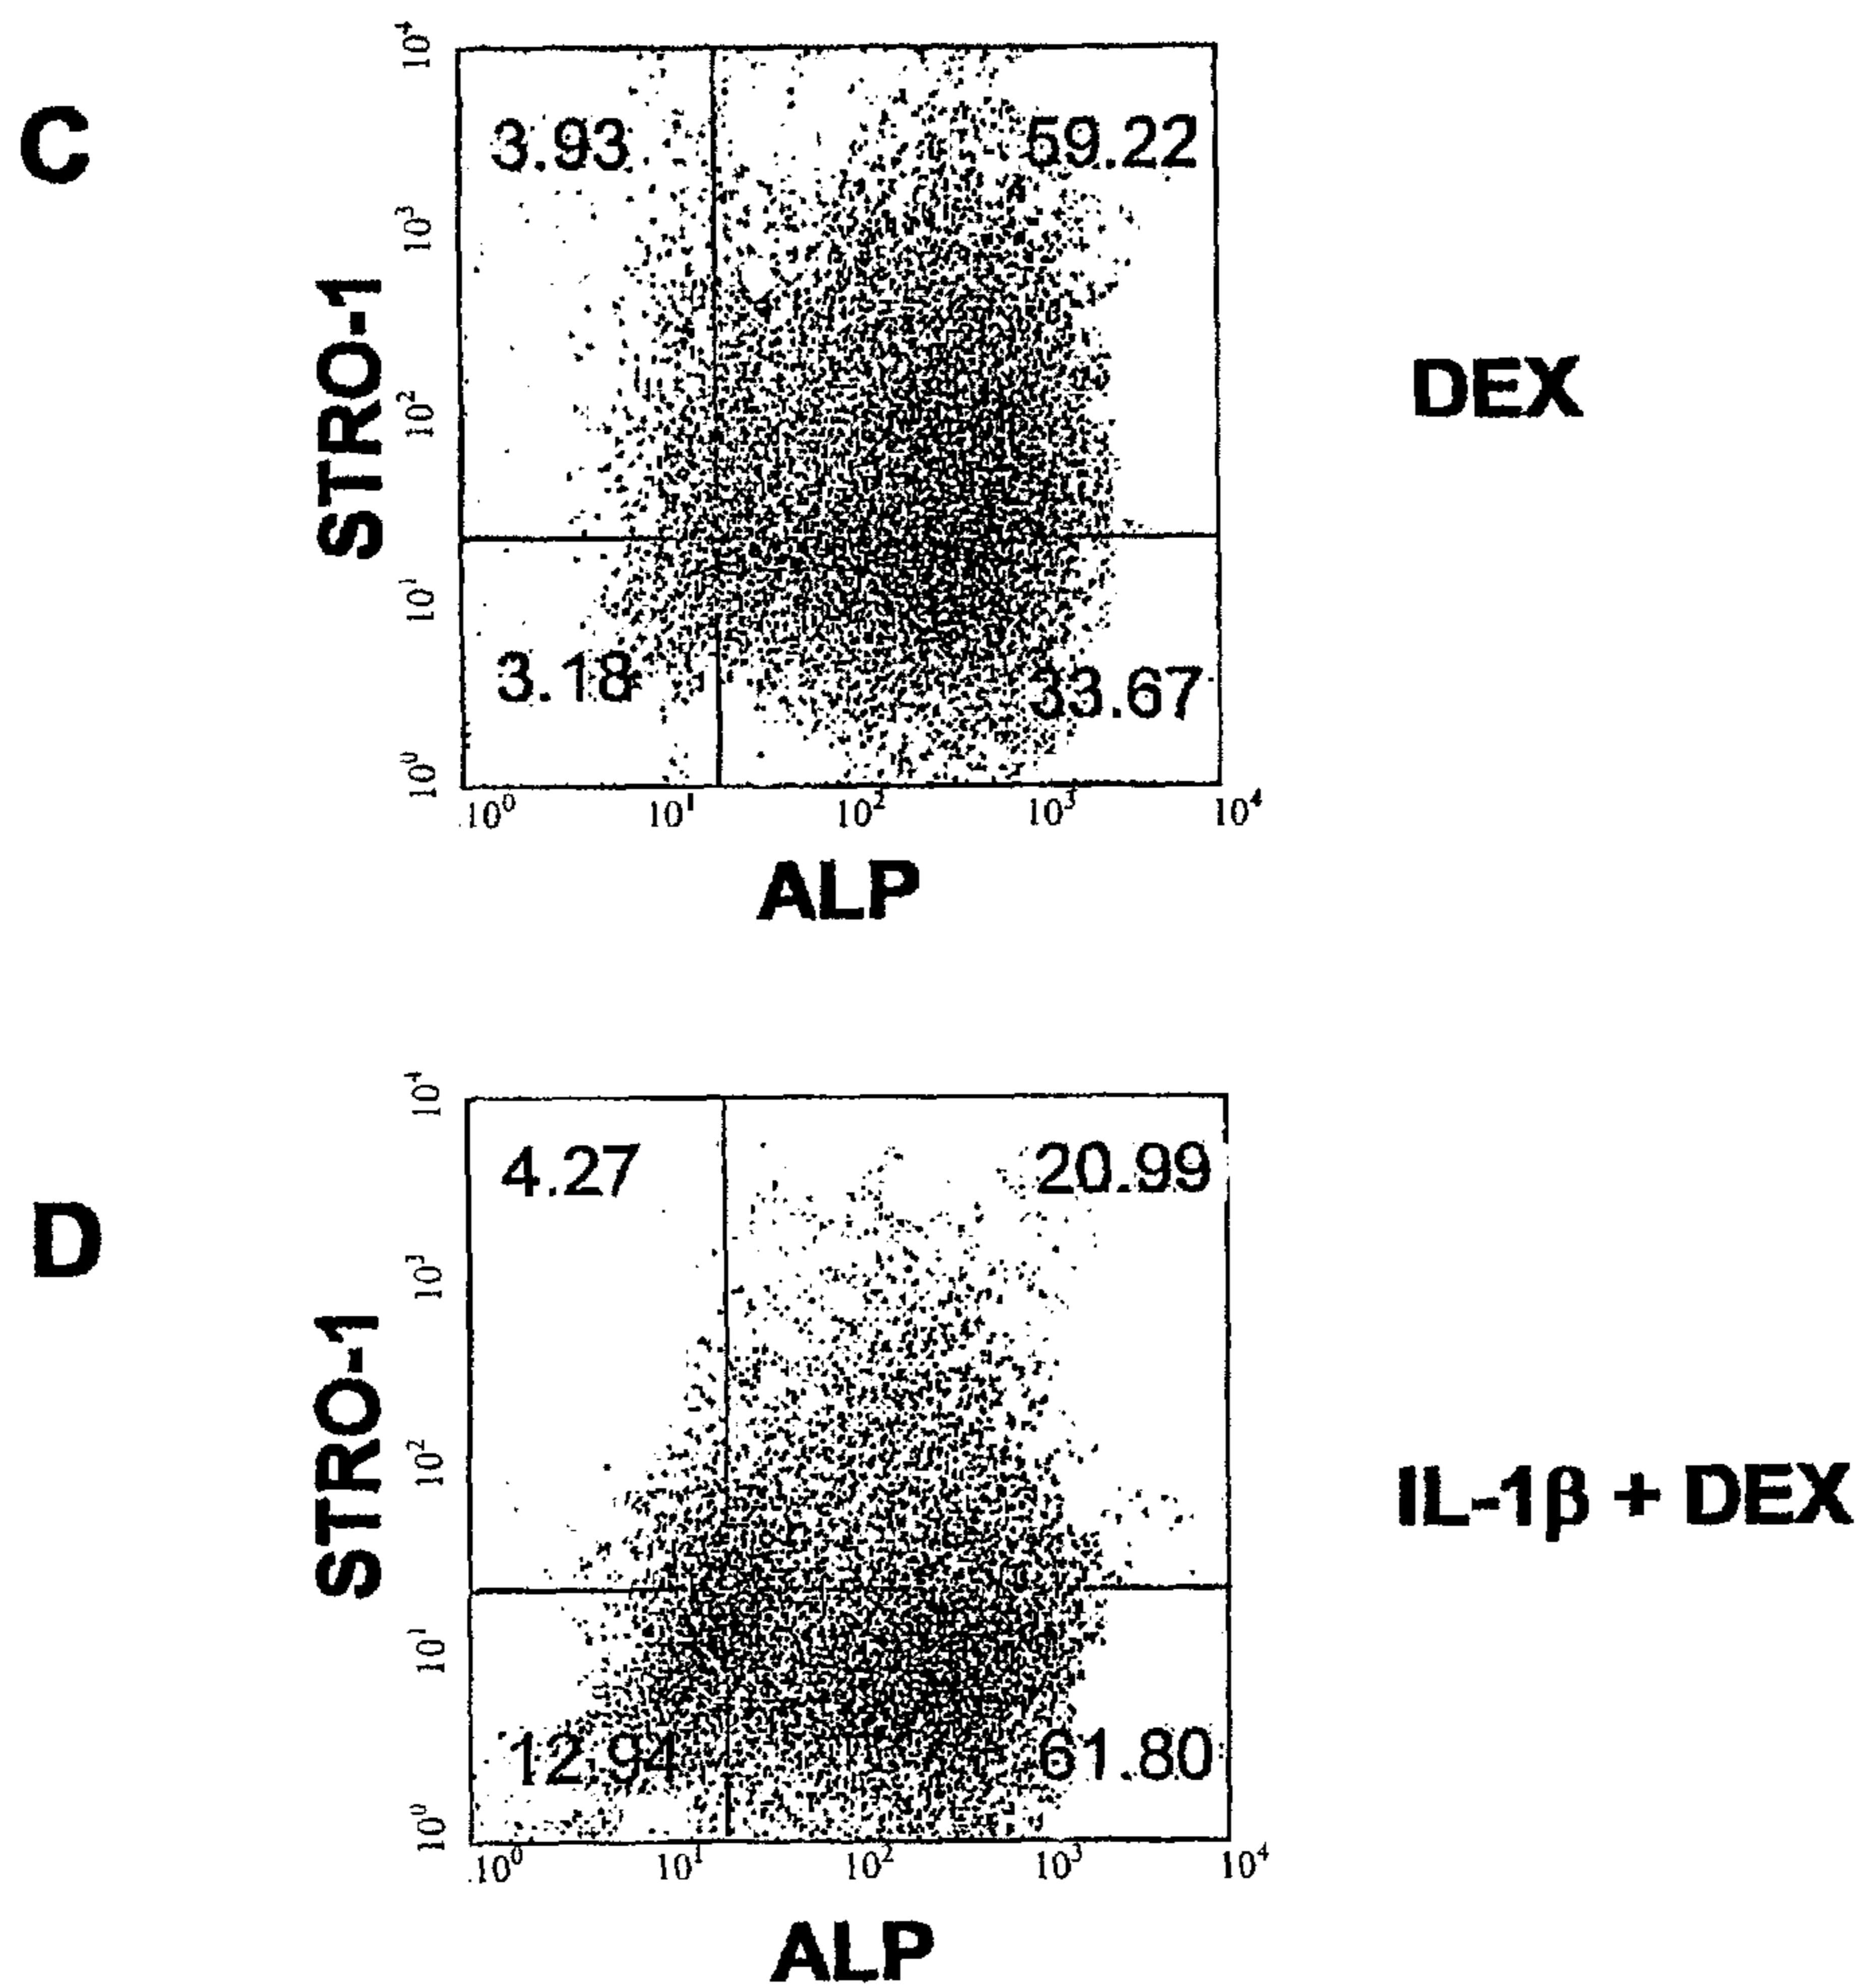 C
10⁴
3.93
59.22
10³
STRO-1
10²
DEX
10¹
3.18
33.67
10⁰
10⁰ 10¹ 10² 10³ 10⁴
ALP
10⁴
4.27
20.99
D
10³
STRO-1
10²
IL-1β + DEX
10¹
12.94
61.80
10⁰
10⁰ 10¹ 10² 10³ 10⁴
ALP